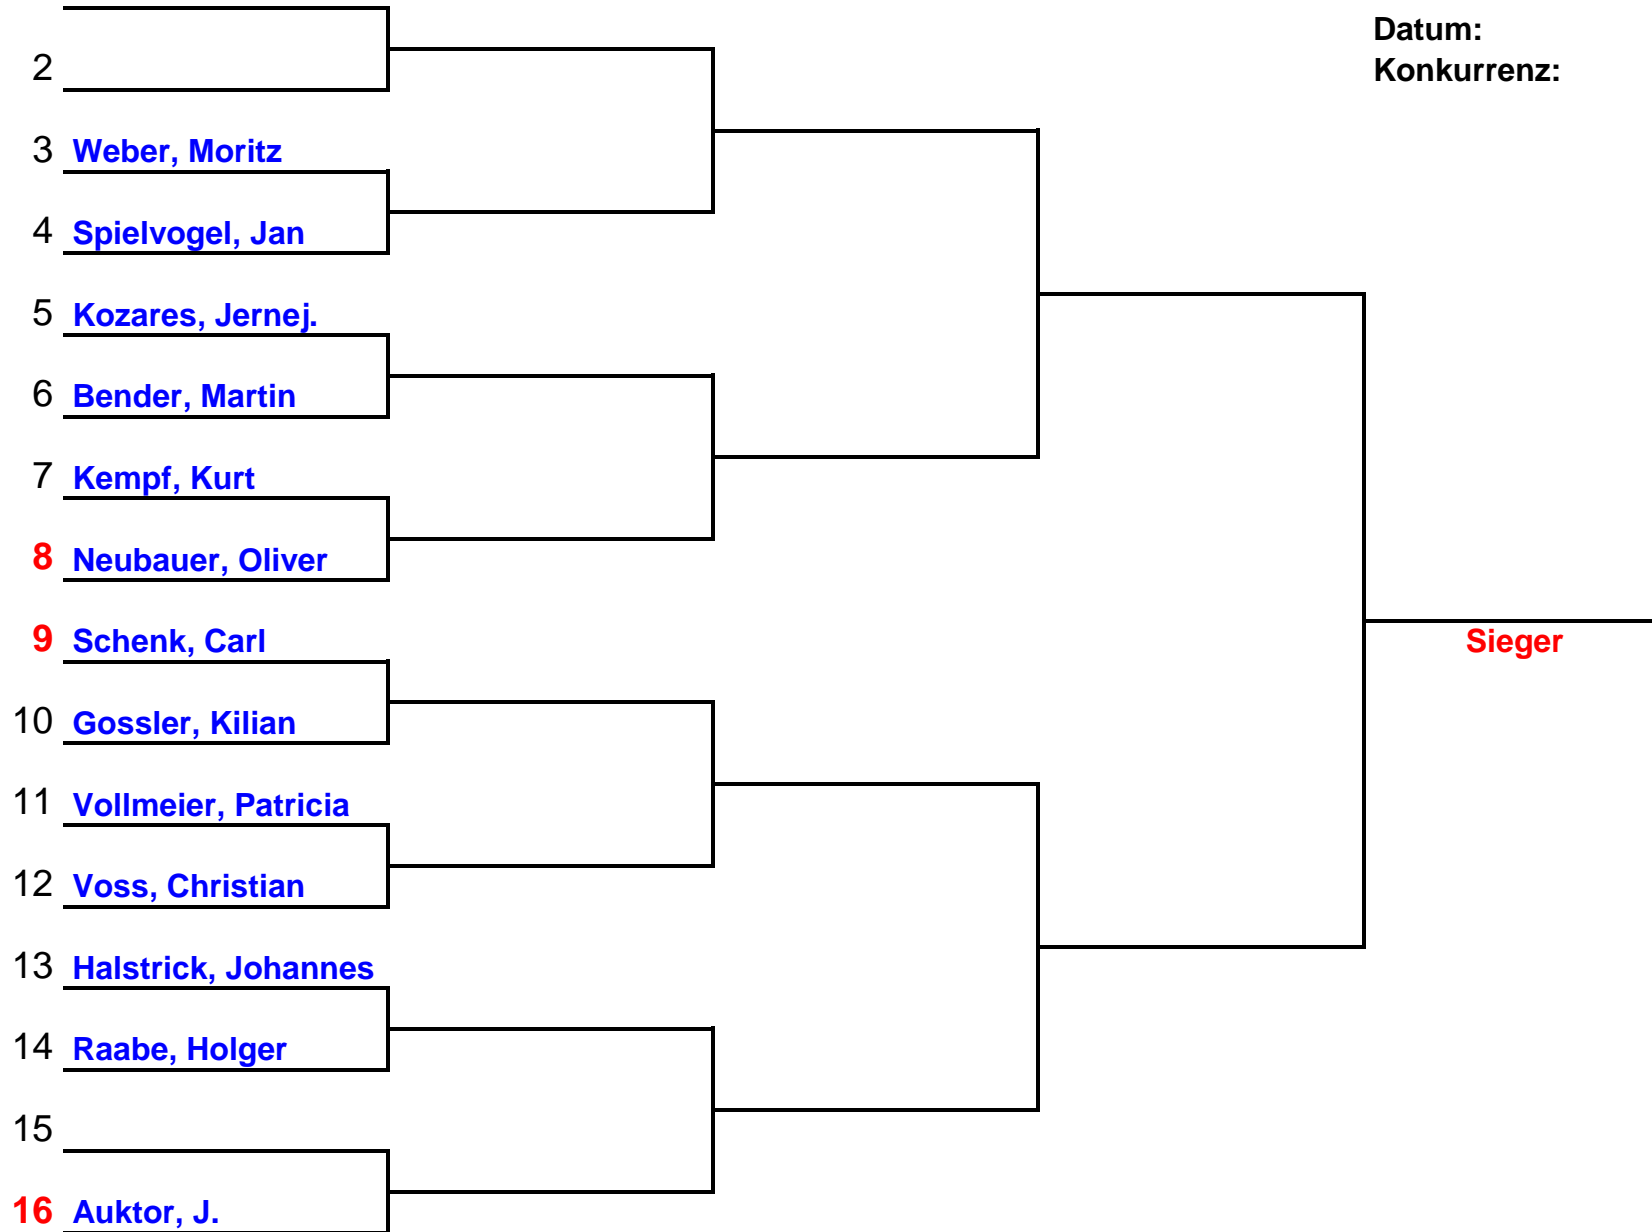 Datum:
2
Konkurrenz:
3 Weber, Moritz
4 Spielvogel, Jan
5 Kozares, Jernej.
6 Bender, Martin
7 Kempf, Kurt
8 Neubauer, Oliver
9 Schenk, Carl
Sieger
10 Gossler, Kilian
11 Vollmeier, Patricia
12 Voss, Christian
13 Halstrick, Johannes
14 Raabe, Holger
15
16 Auktor, J.